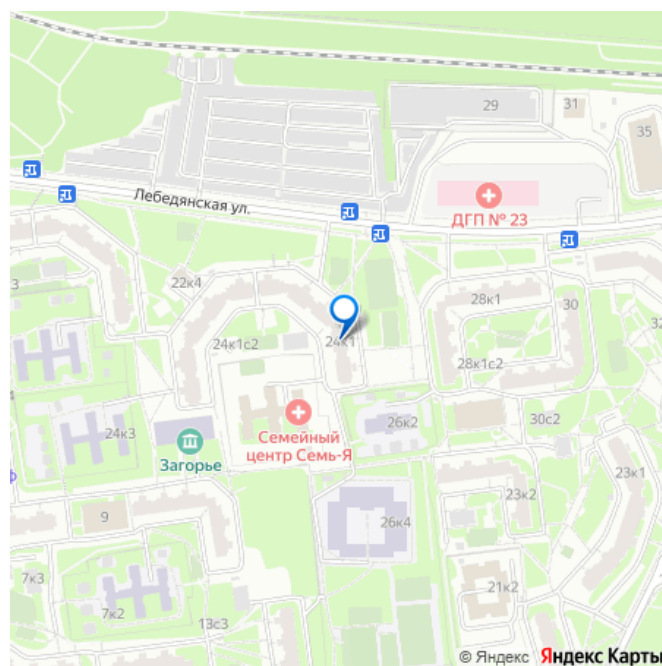 29
31
35
Лебедянская ул.
ДГП № 23
3
22к4
28к1
30
24к1
24к1с2
28к1с2
32
24к3
Семейный
центр Семь-Я
26к2
30с2
Загорье
23к1
ф
9
23к2
26к4
7к3
7к2
13с3
21к2
© Яндекс Яндекс Карты